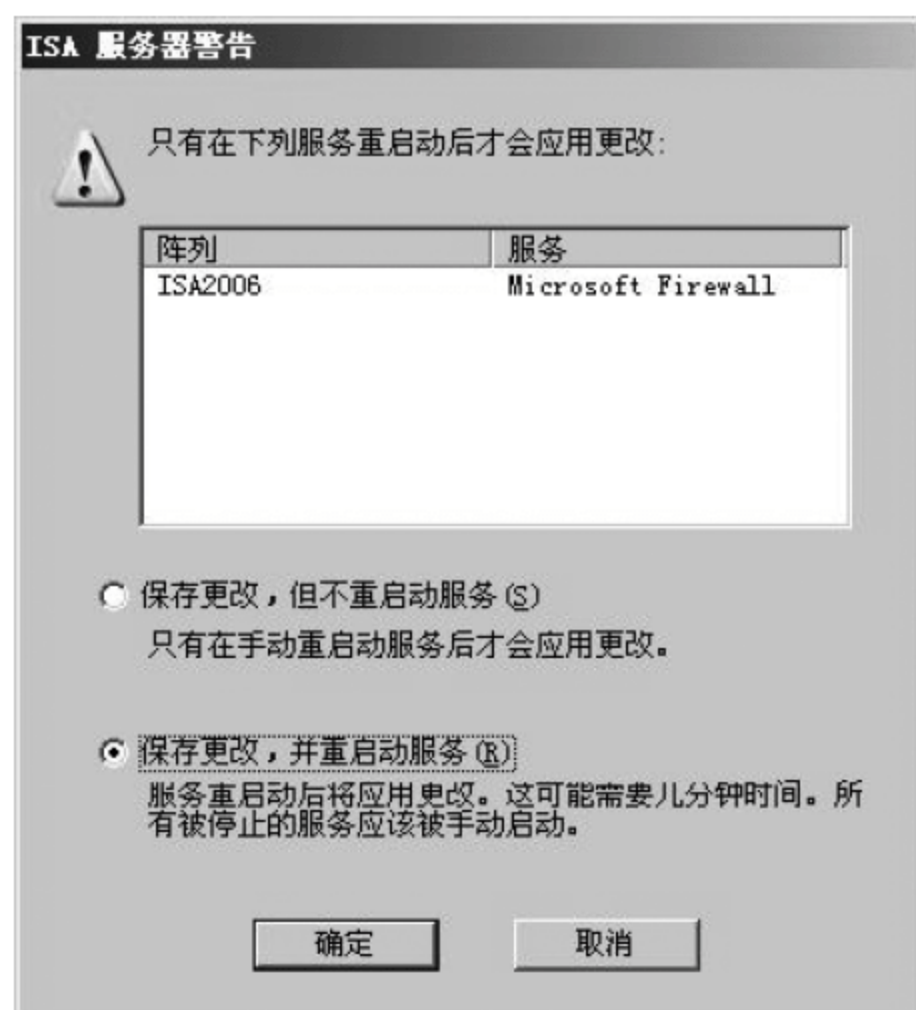 ISA 服务器警告
只有在下列服务重启动后才会应用更改:
阵列 服务
ISA2006 Microsoft Firewall
保存更改，但不重启动服务(S)
只有在手动重启动服务后才会应用更改。
保存更改，并重启动服务(R)
服务重启动后将应用更改。这可能需要几分钟时间。所
有被停止的服务应该被手动启动。
确定 取消